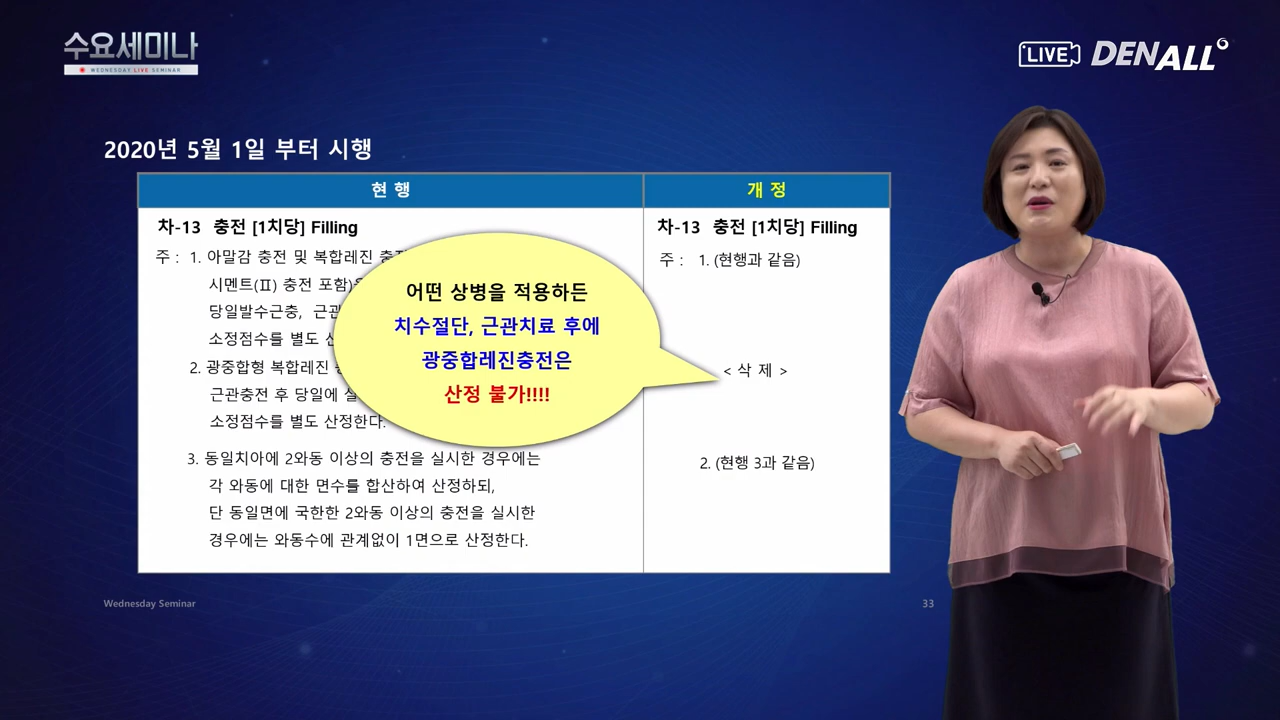 수요세미나
WEDNESDAY LIVE SEMINAR
LIVE DENALL
2020년 5월 1일 부터 시행
현 행
개 정
차-13 충전 [1치당] Filling
주 : 1. 아말감 충전 및 복합레진 충전
시멘트(Ⅱ) 충전 포함)
당일발수근충, 근관
소정점수를 별도
2. 광중합형 복합레진
근관충전 후 당일에
소정점수를 별도 산정한다.
3. 동일치아에 2와동 이상의 충전을 실시한 경우에는
각 와동에 대한 면수를 합산하여 산정하되,
단 동일면에 국한한 2와동 이상의 충전을 실시한
경우에는 와동수에 관계없이 1면으로 산정한다.
어떤 상병을 적용하든
치수절단, 근관치료 후에
광중합레진충전은
산정 불가!!!!
차-13 충전 [1치당] Filling
주 : 1. (현행과 같음)
< 삭 제 >
2. (현행 3과 같음)
Wednesday Seminar
33